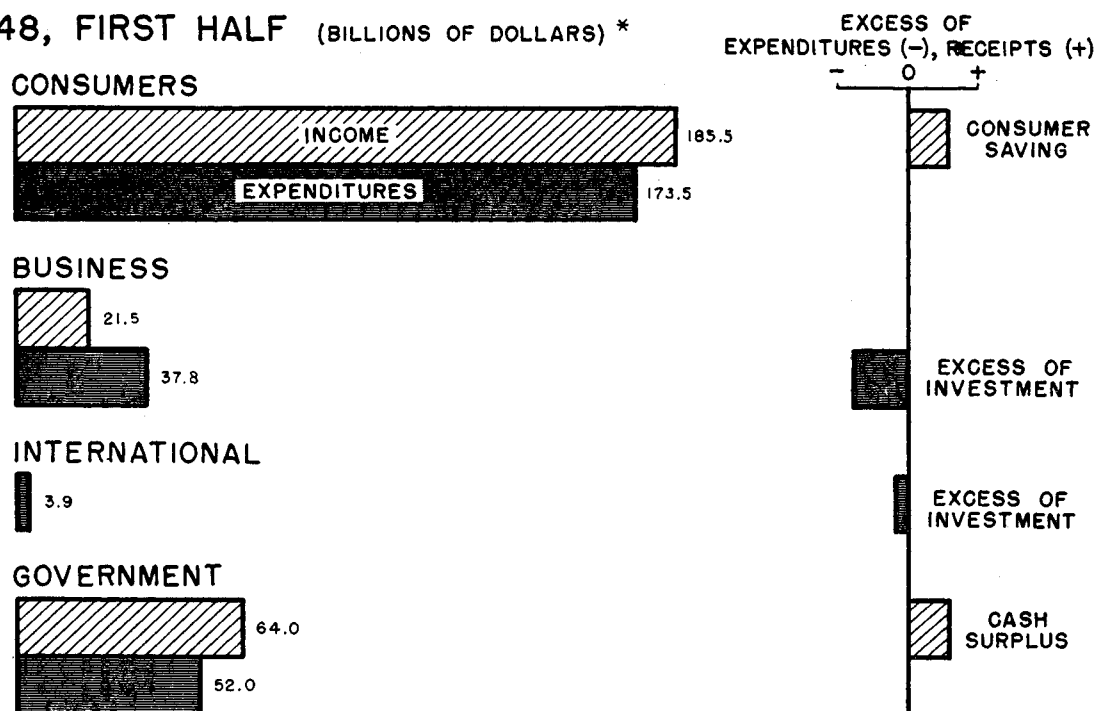 48, FIRST HALF (BILLIONS OF DOLLARS) *
EXCESS OF
EXPENDITURES (−), RECEIPTS (+)
− 0 +
CONSUMERS
INCOME
185.5
EXPENDITURES
173.5
CONSUMER
SAVING
BUSINESS
21.5
37.8
EXCESS OF
INVESTMENT
INTERNATIONAL
3.9
EXCESS OF
INVESTMENT
GOVERNMENT
64.0
52.0
CASH
SURPLUS